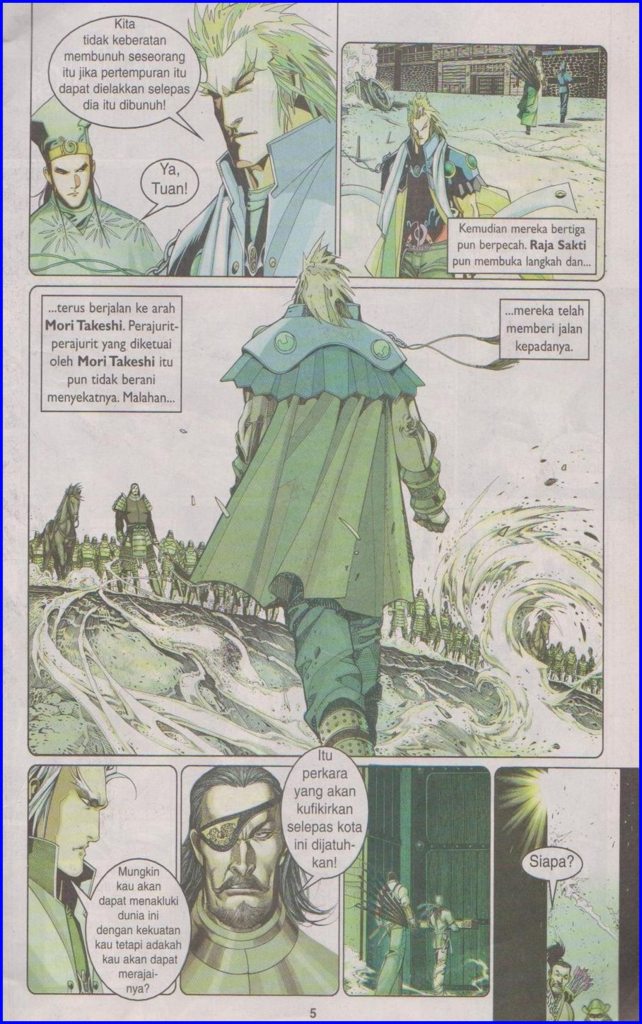 Kita
tidak keberatan
membunuh seseorang
itu jika pertempuran itu
dapat dielakkan selepas
dia itu dibunuh!
Ya,
Tuan!
Kemudian mereka bertiga
pun berpecah. Raja Sakti
pun membuka langkah dan...
...terus berjalan ke arah
Mori Takeshi. Perajurit-
perajurit yang diketuai
oleh Mori Takeshi itu
pun tidak berani
menyekatnya. Malahan...
...mereka telah
memberi jalan
kepadanya.
Mungkin
kau akan
dapat menakluki
dunia ini
dengan kekuatan
kau tetapi adakah
kau akan dapat
merajai-
nya?
Itu
perkara
yang akan
kufikirkan
selepas kota
ini dijatuh-
kan!
Siapa?
5